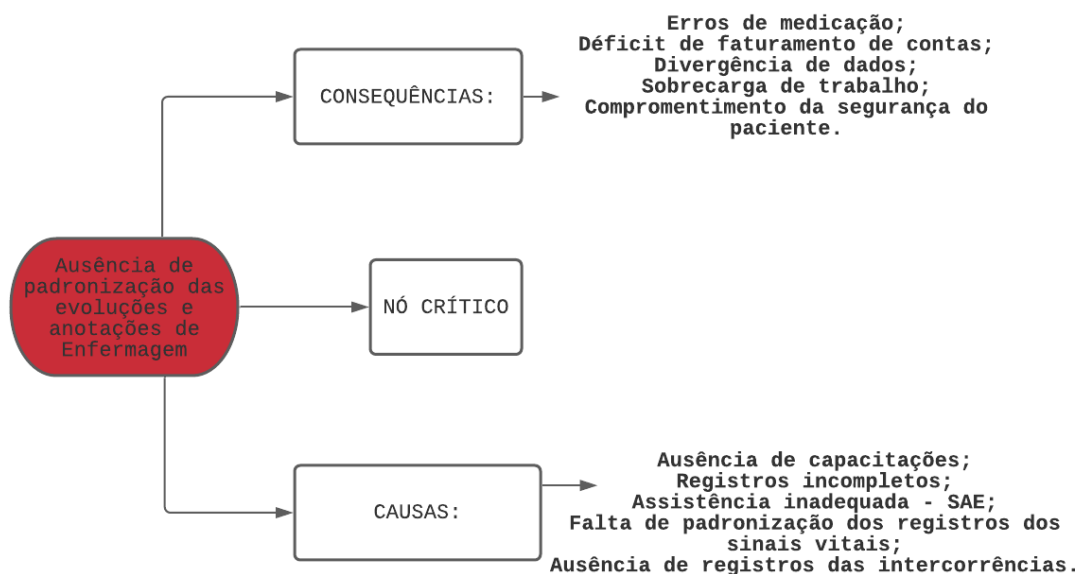 Erros de medicação;
Déficit de faturamento de contas;
Divergência de dados;
Sobrecarga de trabalho;
Compromentimento da segurança do
paciente.
CONSEQUÊNCIAS:
Ausência de
padronização das
evoluções e
anotações de
Enfermagem
NÓ CRÍTICO
CAUSAS:
Ausência de capacitações;
Registros incompletos;
Assistência inadequada - SAE;
Falta de padronização dos registros dos
sinais vitais;
Ausência de registros das intercorrências.